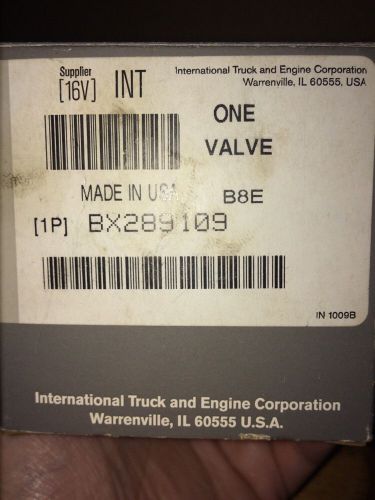 Supplier
[16V] INT
International Truck and Engine Corporation
Warrenville, IL 60555, USA
ONE
VALVE
MADE IN USA
B8E
[1P] BX289109
IN 1009B
International Truck and Engine Corporation
Warrenville, IL 60555 U.S.A.